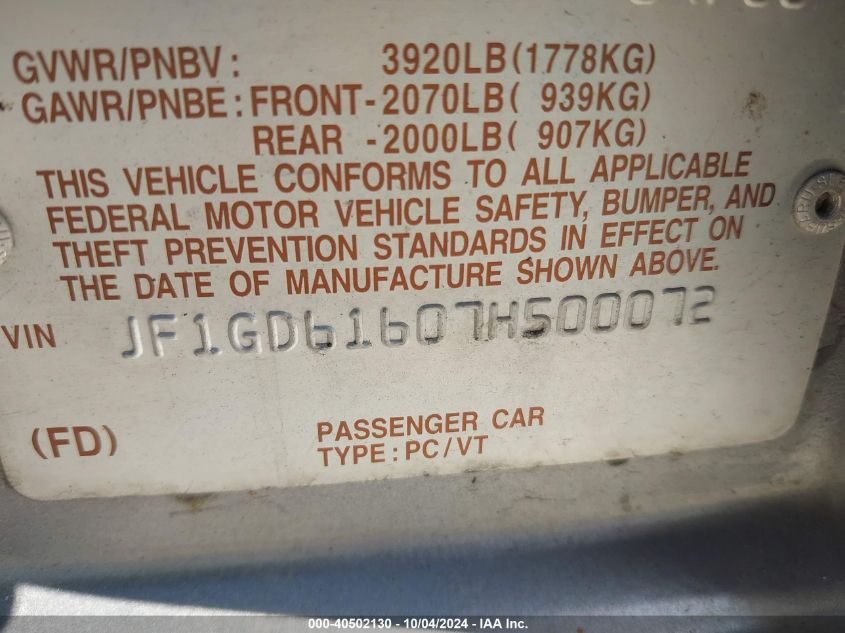 GVWR/PNBV: 3920LB(1778KG)
GAWR/PNBE: FRONT-2070LB( 939KG)
REAR -2000LB( 907KG)
THIS VEHICLE CONFORMS TO ALL APPLICABLE
FEDERAL MOTOR VEHICLE SAFETY, BUMPER, AND
THEFT PREVENTION STANDARDS IN EFFECT ON
THE DATE OF MANUFACTURE SHOWN ABOVE.
VIN JF1GD61607H500072
(FD) PASSENGER CAR
TYPE: PC/VT
000-40502130 - 10/04/2024 - IAA Inc.